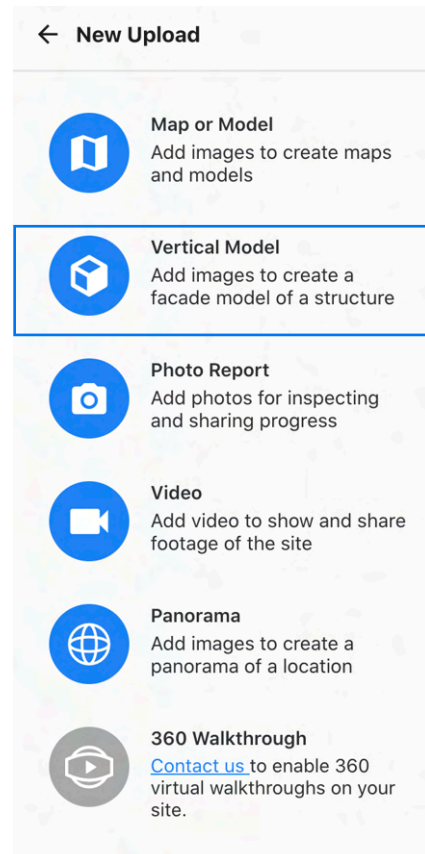 ← New Upload
Map or Model
Add images to create maps
and models
Vertical Model
Add images to create a
facade model of a structure
Photo Report
Add photos for inspecting
and sharing progress
Video
Add video to show and share
footage of the site
Panorama
Add images to create a
panorama of a location
360 Walkthrough
Contact us to enable 360
virtual walkthroughs on your
site.